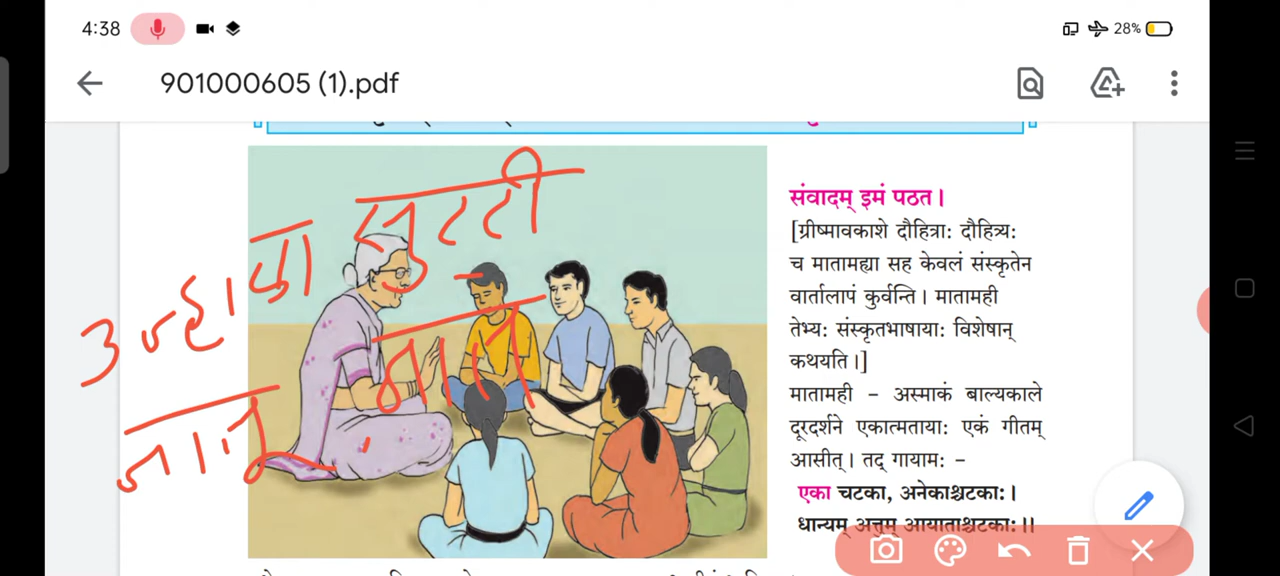 4:38
28%
901000605 (1).pdf
उन्हाळा सुटटी
नातू नात
संवादम् इमं पठत।
[ग्रीष्मावकाशे दौहित्रा: दौहित्र्य:
च मातामह्या सह केवलं संस्कृतेन
वार्तालापं कुर्वन्ति। मातामही
तेभ्य: संस्कृतभाषाया: विशेषान्
कथयति।]
मातामही - अस्माकं बाल्यकाले
दूरदर्शने एकात्मताया: एकं गीतम्
आसीत्। तद् गायाम: -
एका चटका, अनेकाश्चटका:।
धान्यम् अत्तुम् आयाताश्चटका:।।